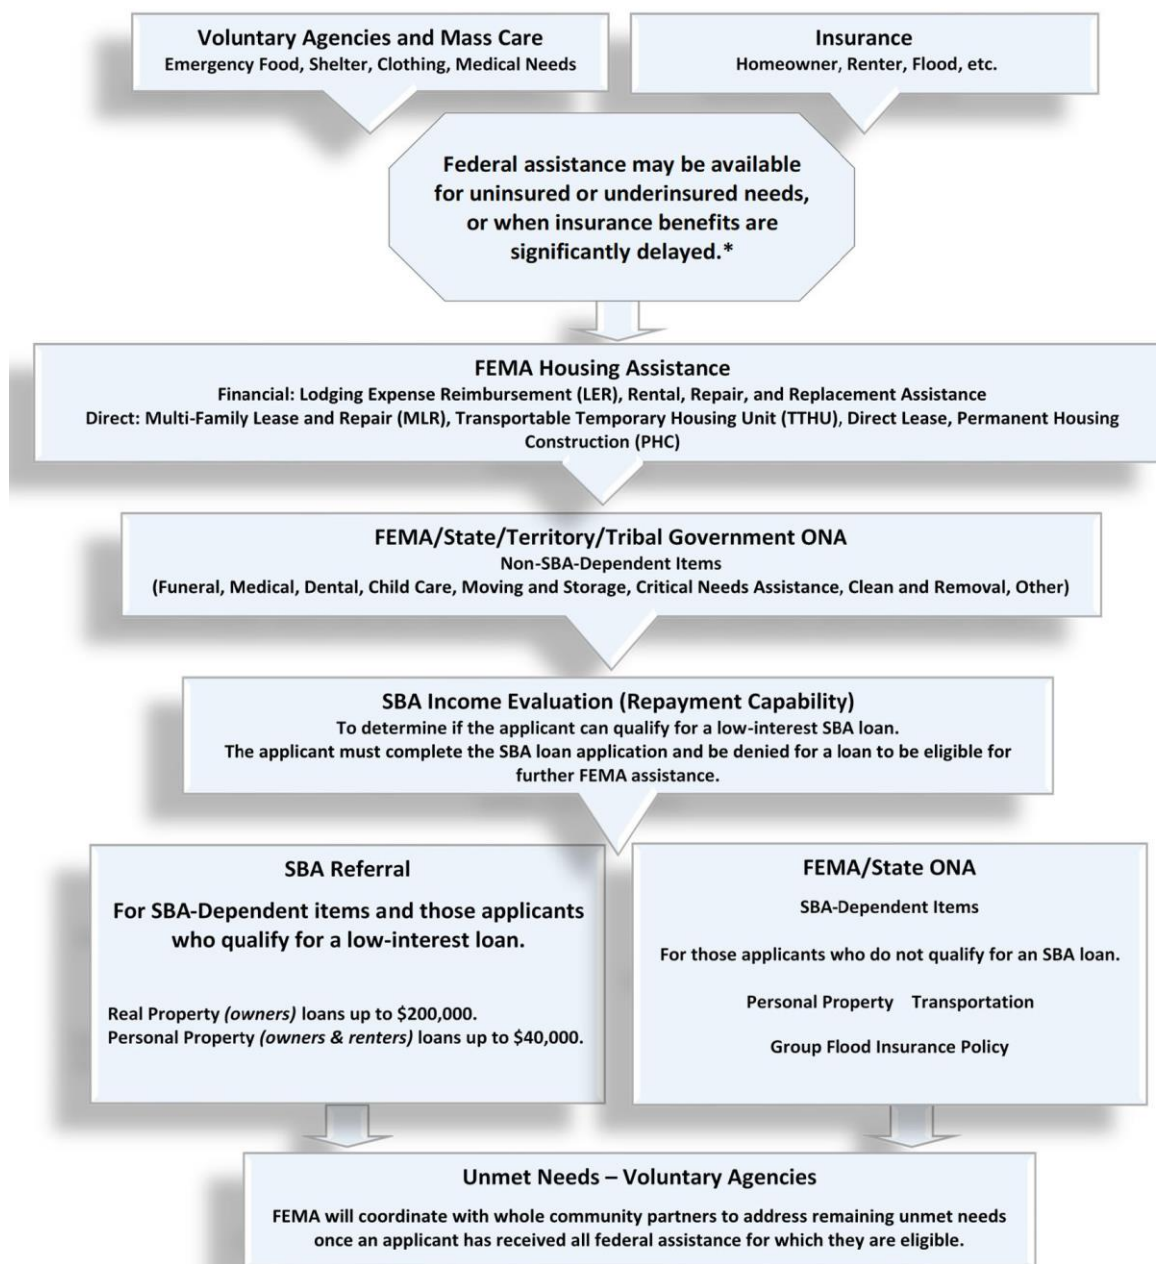 Voluntary Agencies and Mass Care
Emergency Food, Shelter, Clothing, Medical Needs
Insurance
Homeowner, Renter, Flood, etc.
Federal assistance may be available
for uninsured or underinsured needs,
or when insurance benefits are
significantly delayed.*
FEMA Housing Assistance
Financial: Lodging Expense Reimbursement (LER), Rental, Repair, and Replacement Assistance
Direct: Multi-Family Lease and Repair (MLR), Transportable Temporary Housing Unit (TTHU), Direct Lease, Permanent Housing
Construction (PHC)
FEMA/State/Territory/Tribal Government ONA
Non-SBA-Dependent Items
(Funeral, Medical, Dental, Child Care, Moving and Storage, Critical Needs Assistance, Clean and Removal, Other)
SBA Income Evaluation (Repayment Capability)
To determine if the applicant can qualify for a low-interest SBA loan.
The applicant must complete the SBA loan application and be denied for a loan to be eligible for
further FEMA assistance.
SBA Referral
For SBA-Dependent items and those applicants
who qualify for a low-interest loan.
Real Property (owners) loans up to $200,000.
Personal Property (owners & renters) loans up to $40,000.
FEMA/State ONA
SBA-Dependent Items
For those applicants who do not qualify for an SBA loan.
Personal Property Transportation
Group Flood Insurance Policy
Unmet Needs – Voluntary Agencies
FEMA will coordinate with whole community partners to address remaining unmet needs
once an applicant has received all federal assistance for which they are eligible.